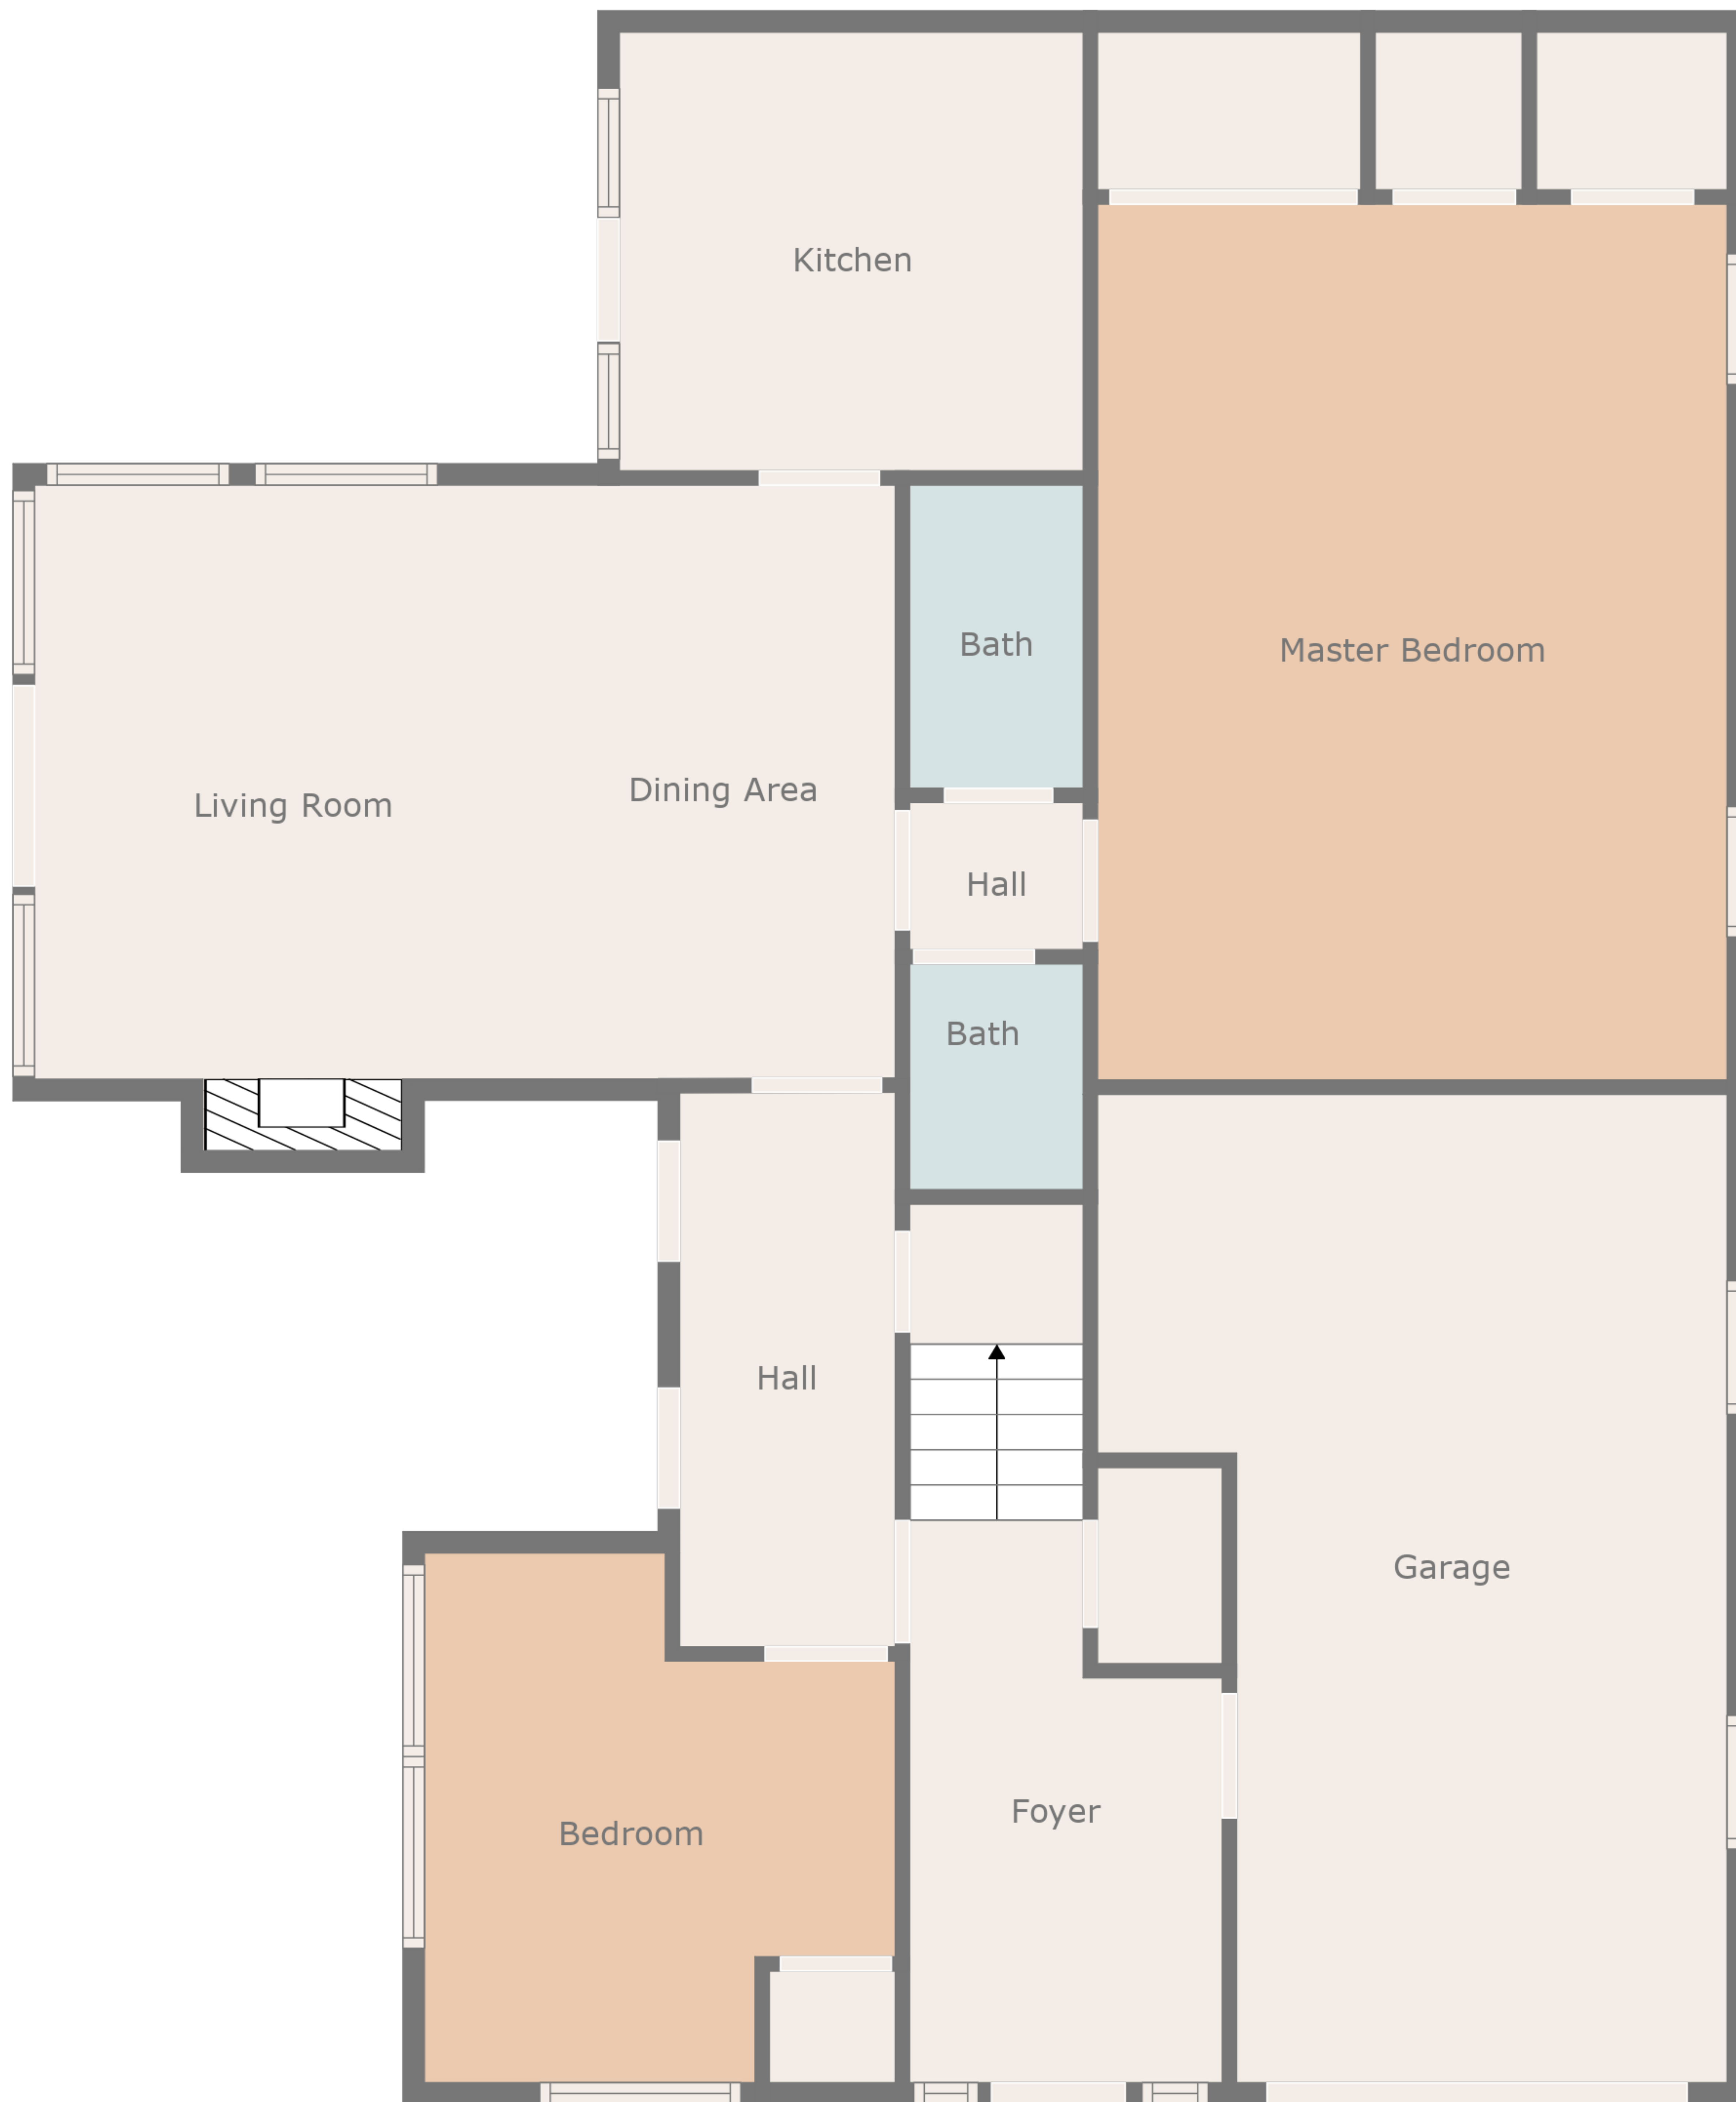 Kitchen
Bath
Master Bedroom
Living Room
Dining Area
Hall
Bath
Hall
Garage
Foyer
Bedroom